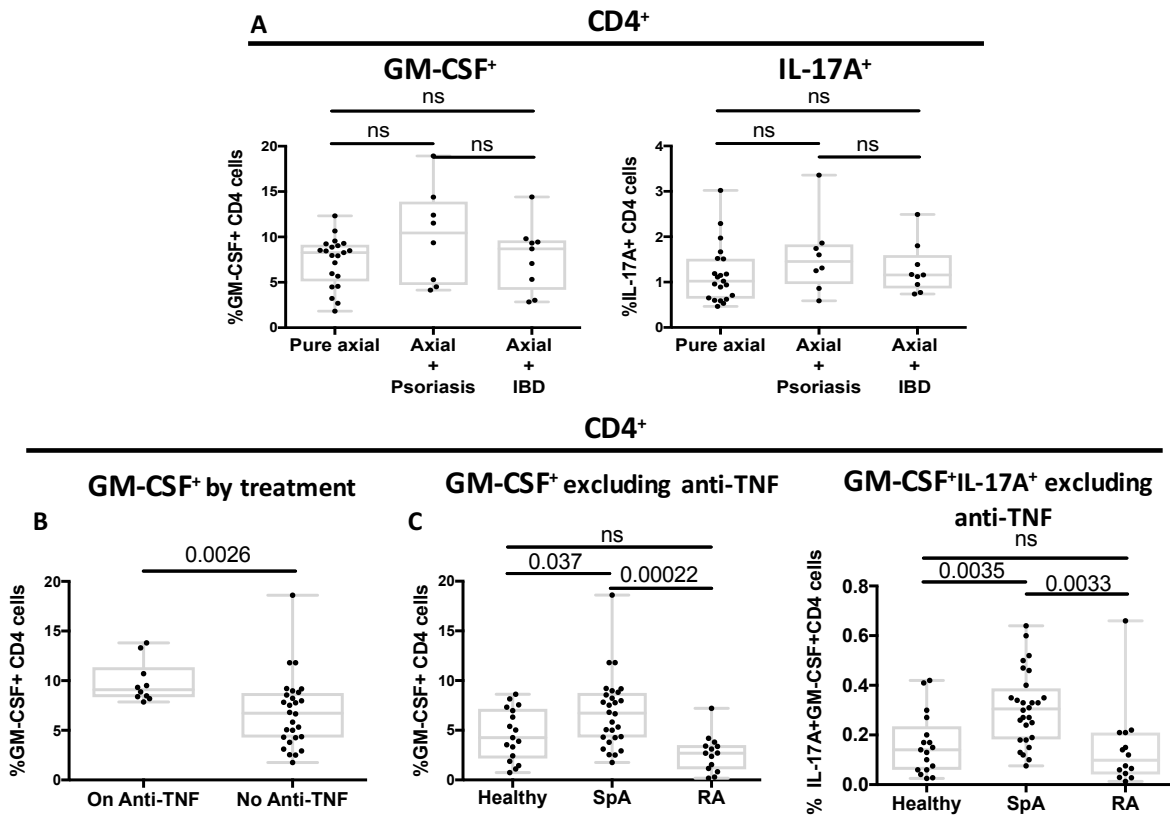 A
CD4⁺
GM-CSF⁺
IL-17A⁺
ns
ns
ns
%GM-CSF+ CD4 cells
20
15
10
5
0
Pure axial
Axial
+
Psoriasis
Axial
+
IBD
ns
ns
ns
%IL-17A+ CD4 cells
4
3
2
1
0
Pure axial
Axial
+
Psoriasis
Axial
+
IBD
CD4⁺
GM-CSF⁺ by treatment
B
0.0026
%GM-CSF+ CD4 cells
20
15
10
5
0
On Anti-TNF
No Anti-TNF
GM-CSF⁺ excluding anti-TNF
C
ns
0.037
0.00022
%GM-CSF+ CD4 cells
20
15
10
5
0
Healthy
SpA
RA
GM-CSF⁺IL-17A⁺ excluding
anti-TNF
ns
0.0035
0.0033
% IL-17A+GM-CSF+CD4 cells
0.8
0.6
0.4
0.2
0.0
Healthy
SpA
RA